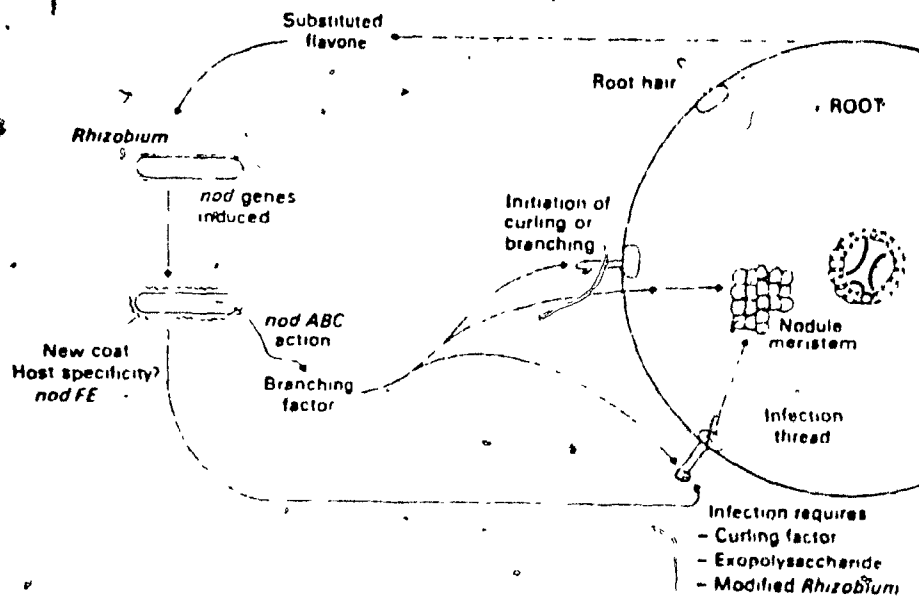 Substituted
flavone
Root hair
ROOT
Rhizobium
nod genes
induced
Initiation of
curling or
branching
nod ABC
action
Nodule
meristem
New coat
Host specificity?
nod FE
Branching
factor
Infection
thread
Infection requires
- Curling factor
- Exopolysaccharide
- Modified Rhizobium